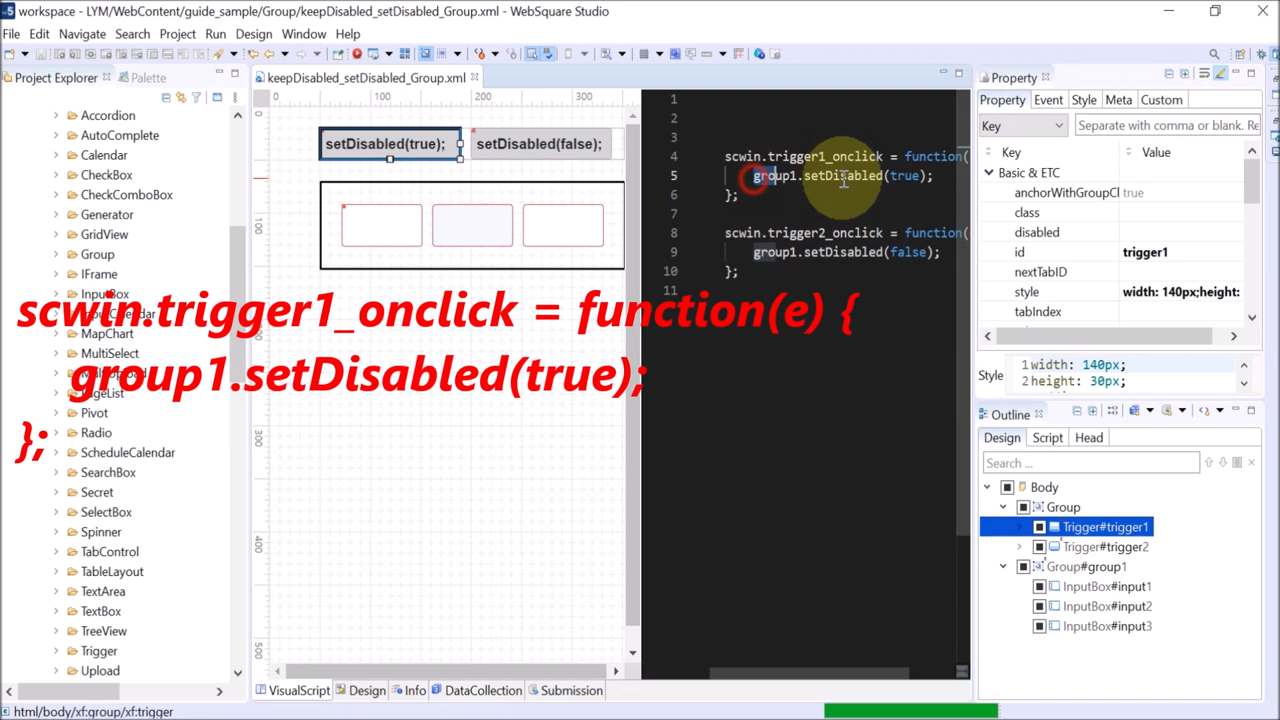 workspace - LYM/WebContent/guide_sample/Group/keepDisabled_setDisabled_Group.xml - WebSquare Studio
File Edit Navigate Search Project Run Design Window Help
Project Explorer Palette
Accordion
AutoComplete
Calendar
CheckBox
CheckComboBox
Generator
GridView
Group
IFrame
InputBox
MapChart
MultiSelect
PageList
Pivot
Radio
ScheduleCalendar
SearchBox
Secret
SelectBox
Spinner
TabControl
TableLayout
TextArea
TextBox
TreeView
Trigger
Upload
keepDisabled_setDisabled_Group.xml
0 100 200 300
0
100
300
400
500
setDisabled(true);
setDisabled(false);
1
2
3
4 scwin.trigger1_onclick = function(
5 group1.setDisabled(true);
6 };
7
8 scwin.trigger2_onclick = function(
9 group1.setDisabled(false);
10 };
11
scwin.trigger1_onclick = function(e) {
group1.setDisabled(true);
};
VisualScript Design Info DataCollection Submission
Property
Property Event Style Meta Custom
Key Separate with comma or blank. Re
Key Value
Basic & ETC
anchorWithGroupCl true
class
disabled
id trigger1
nextTabID
style width: 140px;height:
tabIndex
Style
1 width: 140px;
2 height: 30px;
Outline
Design Script Head
Search ...
Body
Group
Trigger#trigger1
Trigger#trigger2
Group#group1
InputBox#input1
InputBox#input2
InputBox#input3
html/body/xf:group/xf:trigger